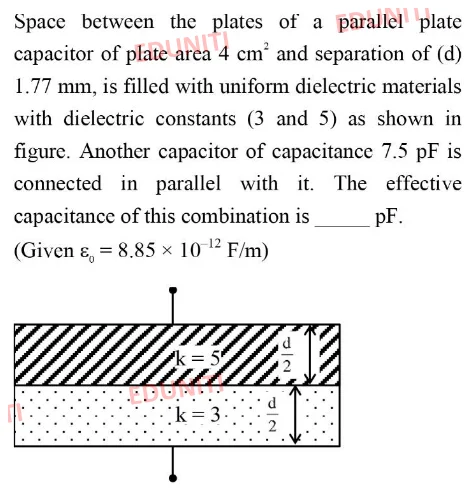 Space between the plates of a parallel plate
capacitor of plate area 4 cm² and separation of (d)
1.77 mm, is filled with uniform dielectric materials
with dielectric constants (3 and 5) as shown in
figure. Another capacitor of capacitance 7.5 pF is
connected in parallel with it. The effective
capacitance of this combination is _____ pF.
(Given ε₀ = 8.85 × 10⁻¹² F/m)
EDUNITI
EDUNITI
k = 5
d
2
EDUNITI
TI
k = 3
d
2